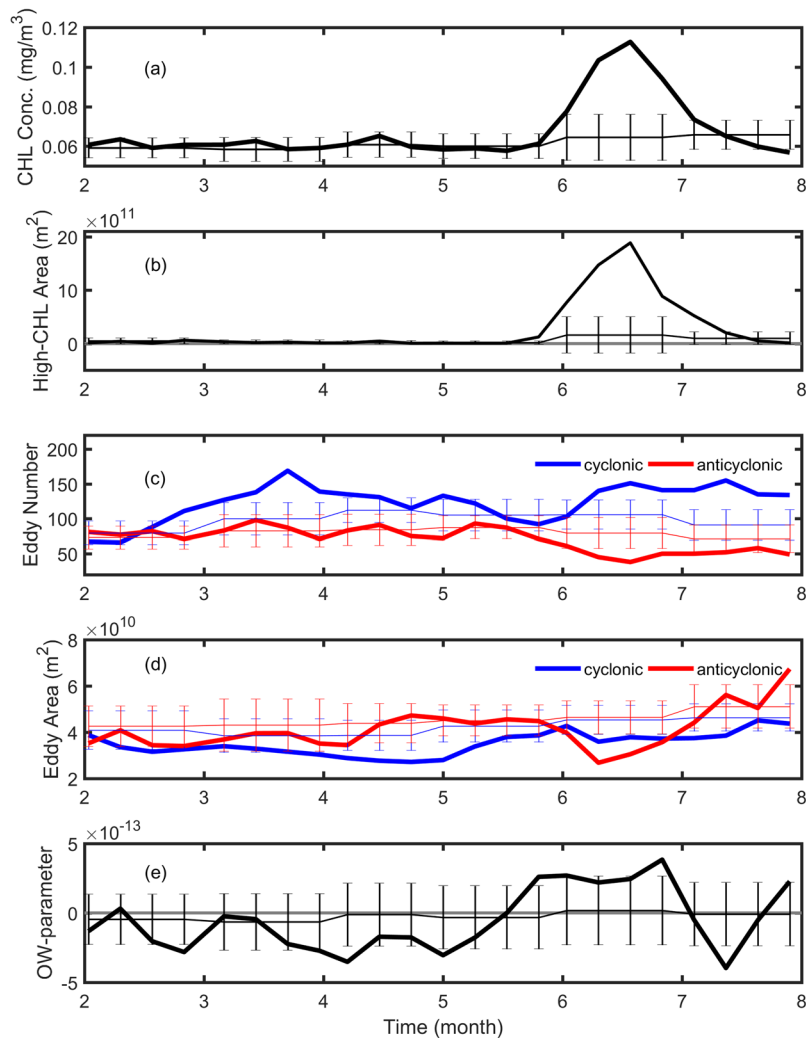 CHL Conc. (mg/m³)
0.12
0.1
0.08
0.06
(a)
2 3 4 5 6 7 8
×10¹¹
High-CHL Area (m²)
20
10
0
(b)
2 3 4 5 6 7 8
Eddy Number
200
150
100
50
(c)
cyclonic anticyclonic
2 3 4 5 6 7 8
×10¹⁰
Eddy Area (m²)
8
6
4
2
(d)
cyclonic anticyclonic
2 3 4 5 6 7 8
×10⁻¹³
OW-parameter
5
0
-5
(e)
2 3 4 5 6 7 8
Time (month)